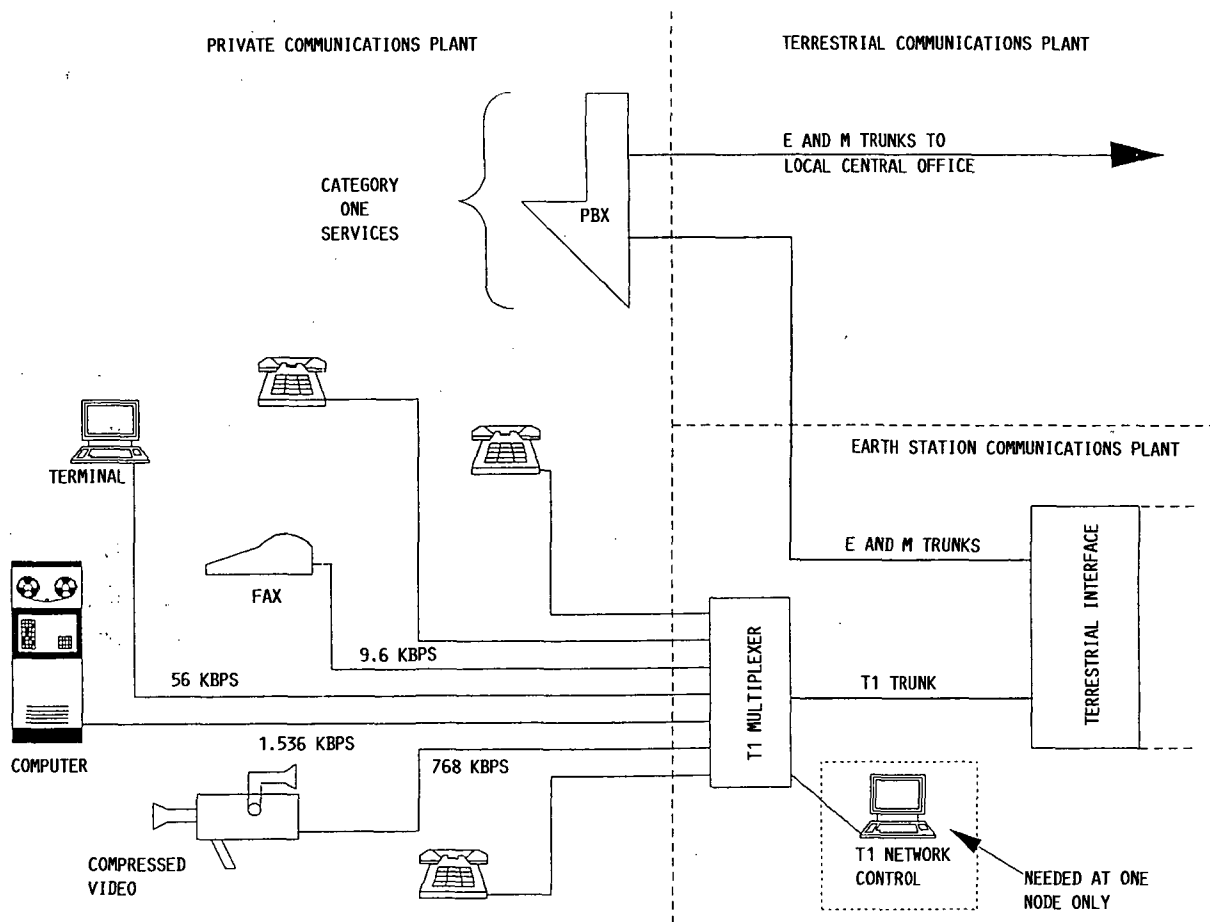 PRIVATE COMMUNICATIONS PLANT
TERRESTRIAL COMMUNICATIONS PLANT
E AND M TRUNKS TO
LOCAL CENTRAL OFFICE
CATEGORY
ONE
SERVICES
PBX
EARTH STATION COMMUNICATIONS PLANT
TERMINAL
E AND M TRUNKS
FAX
TERRESTRIAL INTERFACE
T1 MULTIPLEXER
9.6 KBPS
56 KBPS
T1 TRUNK
1.536 KBPS
768 KBPS
COMPUTER
COMPRESSED
VIDEO
T1 NETWORK
CONTROL
NEEDED AT ONE
NODE ONLY